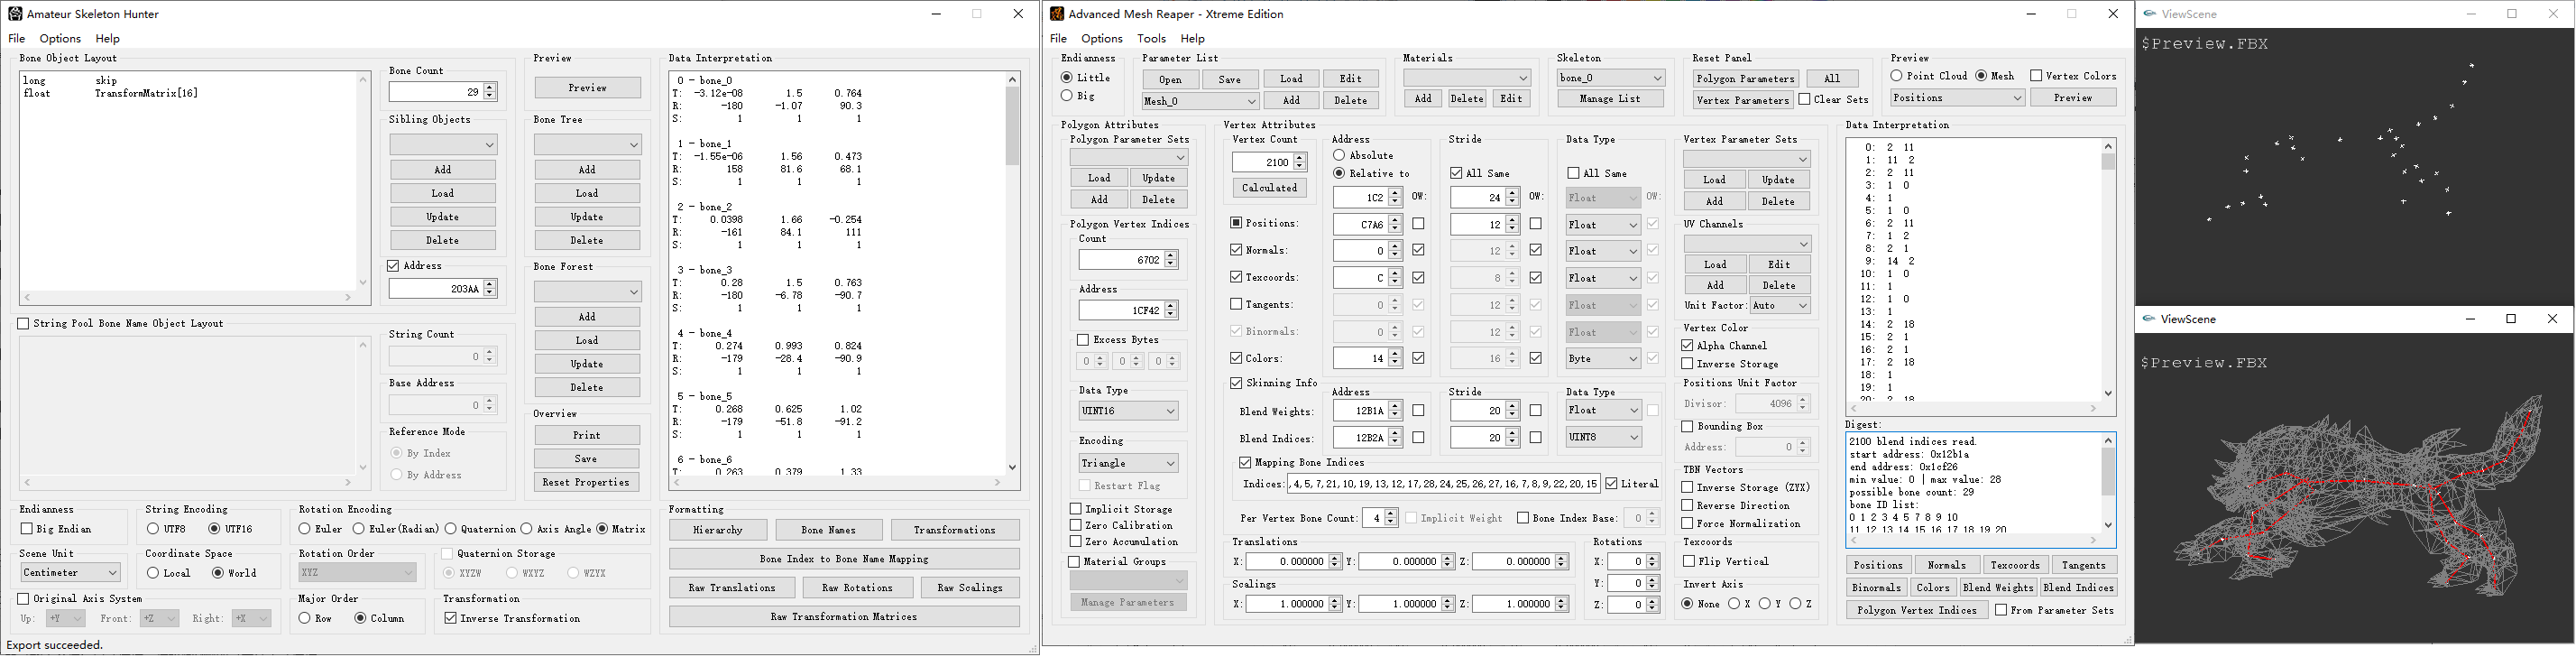 Amateur Skeleton Hunter
File Options Help
Bone Object Layout
long skip
float TransformMatrix[16]
Bone Count
29
Sibling Objects
Add
Load
Update
Delete
Address
203AA
String Pool Bone Name Object Layout
String Count
0
Base Address
0
Reference Mode
By Index
By Address
Preview
Preview
Bone Tree
Add
Load
Update
Delete
Bone Forest
Add
Load
Update
Delete
Overview
Print
Save
Reset Properties
Data Interpretation
0 - bone_0
T: -3.12e-08 1.5 0.764
R: -180 -1.07 90.3
S: 1 1 1
1 - bone_1
T: -1.55e-06 1.56 0.473
R: 158 81.6 68.1
S: 1 1 1
2 - bone_2
T: 0.0398 1.66 -0.254
R: -161 84.1 111
S: 1 1 1
3 - bone_3
T: 0.28 1.5 0.763
R: -180 -6.78 -90.7
S: 1 1 1
4 - bone_4
T: 0.274 0.993 0.824
R: -179 -28.4 -90.9
S: 1 1 1
5 - bone_5
T: 0.268 0.625 1.02
R: -179 -51.8 -91.2
S: 1 1 1
6 - bone_6
T: 0.263 0.379 1.33
Endianness
Big Endian
String Encoding
UTF8 UTF16
Rotation Encoding
Euler Euler(Radian) Quaternion Axis Angle Matrix
Scene Unit
Centimeter
Coordinate Space
Local World
Rotation Order
XYZ
Quaternion Storage
XYZW WXYZ WZYX
Original Axis System
Up: +Y Front: +Z Right: +X
Major Order
Row Column
Transformation
Inverse Transformation
Formatting
Hierarchy Bone Names Transformations
Bone Index to Bone Name Mapping
Raw Translations Raw Rotations Raw Scalings
Raw Transformation Matrices
Export succeeded.
Advanced Mesh Reaper - Xtreme Edition
File Options Tools Help
Endianness
Little
Big
Parameter List
Open Save Load Edit
Mesh_0 Add Delete
Materials
Add Delete Edit
Skeleton
bone_0
Manage List
Reset Panel
Polygon Parameters All
Vertex Parameters Clear Sets
Preview
Point Cloud Mesh Vertex Colors
Positions Preview
Polygon Attributes
Polygon Parameter Sets
Load Update
Add Delete
Polygon Vertex Indices
Count
6702
Address
1CF42
Excess Bytes
0 0 0
Data Type
UINT16
Encoding
Triangle
Restart Flag
Implicit Storage
Zero Calibration
Zero Accumulation
Material Groups
Manage Parameters
Vertex Attributes
Vertex Count
2100
Calculated
Address
Absolute
Relative to
Stride
All Same
Data Type
All Same
1C2 OW: 24 OW: Float OW:
Positions: C7A6 12 Float
Normals: 0 12 Float
Texcoords: C 8 Float
Tangents: 0 12 Float
Binormals: 0 12 Float
Colors: 14 16 Byte
Skinning Info
Address Stride Data Type
Blend Weights: 12B1A 20 Float
Blend Indices: 12B2A 20 UINT8
Mapping Bone Indices
Indices: , 4, 5, 7, 21, 10, 19, 13, 12, 17, 28, 24, 25, 26, 27, 16, 7, 8, 9, 22, 20, 15 Literal
Per Vertex Bone Count: 4 Implicit Weight Bone Index Base: 0
Translations
X: 0.000000 Y: 0.000000 Z: 0.000000
Scalings
X: 1.000000 Y: 1.000000 Z: 1.000000
Rotations
X: 0
Y: 0
Z: 0
Vertex Parameter Sets
Load Update
Add Delete
UV Channels
Load Edit
Add Delete
Unit Factor: Auto
Vertex Color
Alpha Channel
Inverse Storage
Positions Unit Factor
Divisor: 4096
Bounding Box
Address: 0
TBN Vectors
Inverse Storage (ZYX)
Reverse Direction
Force Normalization
Texcoords
Flip Vertical
Invert Axis
None X Y Z
Data Interpretation
0: 2 11
1: 11 2
2: 2 11
3: 1 0
4: 1
5: 1 0
6: 2 11
7: 1 2
8: 2 1
9: 14 2
10: 1 0
11: 1
12: 1 0
13: 1
14: 2 18
15: 2 1
16: 2 1
17: 2 18
18: 1
19: 1
20: 2 18
Digest:
2100 blend indices read.
start address: 0x12b1a
end address: 0x1cf26
min value: 0 | max value: 28
possible bone count: 29
bone ID list:
0 1 2 3 4 5 7 8 9 10
11 12 13 14 15 16 17 18 19 20
Positions Normals Texcoords Tangents
Binormals Colors Blend Weights Blend Indices
Polygon Vertex Indices From Parameter Sets
ViewScene
$Preview.FBX
ViewScene
$Preview.FBX